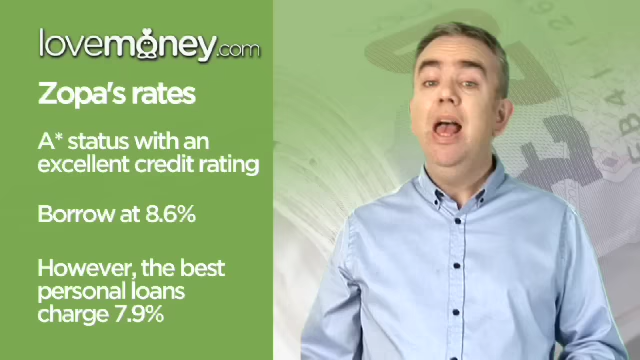 lovemoney.com
Zopa's rates
A* status with an
excellent credit rating
Borrow at 8.6%
However, the best
personal loans
charge 7.9%